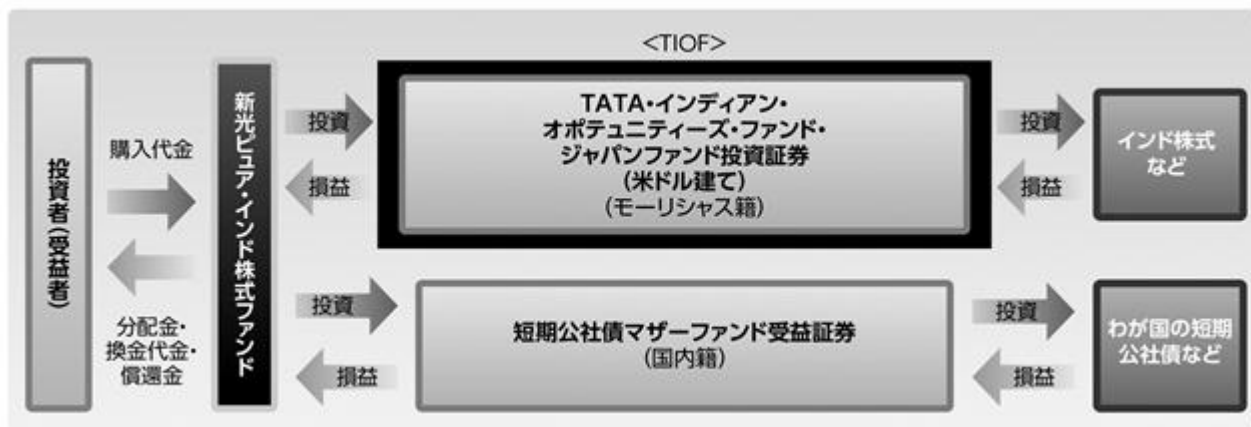 <TIOF>
投資者(受益者)
購入代金
分配金・
換金代金・
償還金
新光ピュア・インド株式ファンド
投資
損益
TATA・インディアン・
オポテュニティーズ・ファンド・
ジャパンファンド投資証券
(米ドル建て)
(モーリシャス籍)
投資
損益
インド株式
など
投資
損益
短期公社債マザーファンド受益証券
(国内籍)
投資
損益
わが国の短期
公社債など